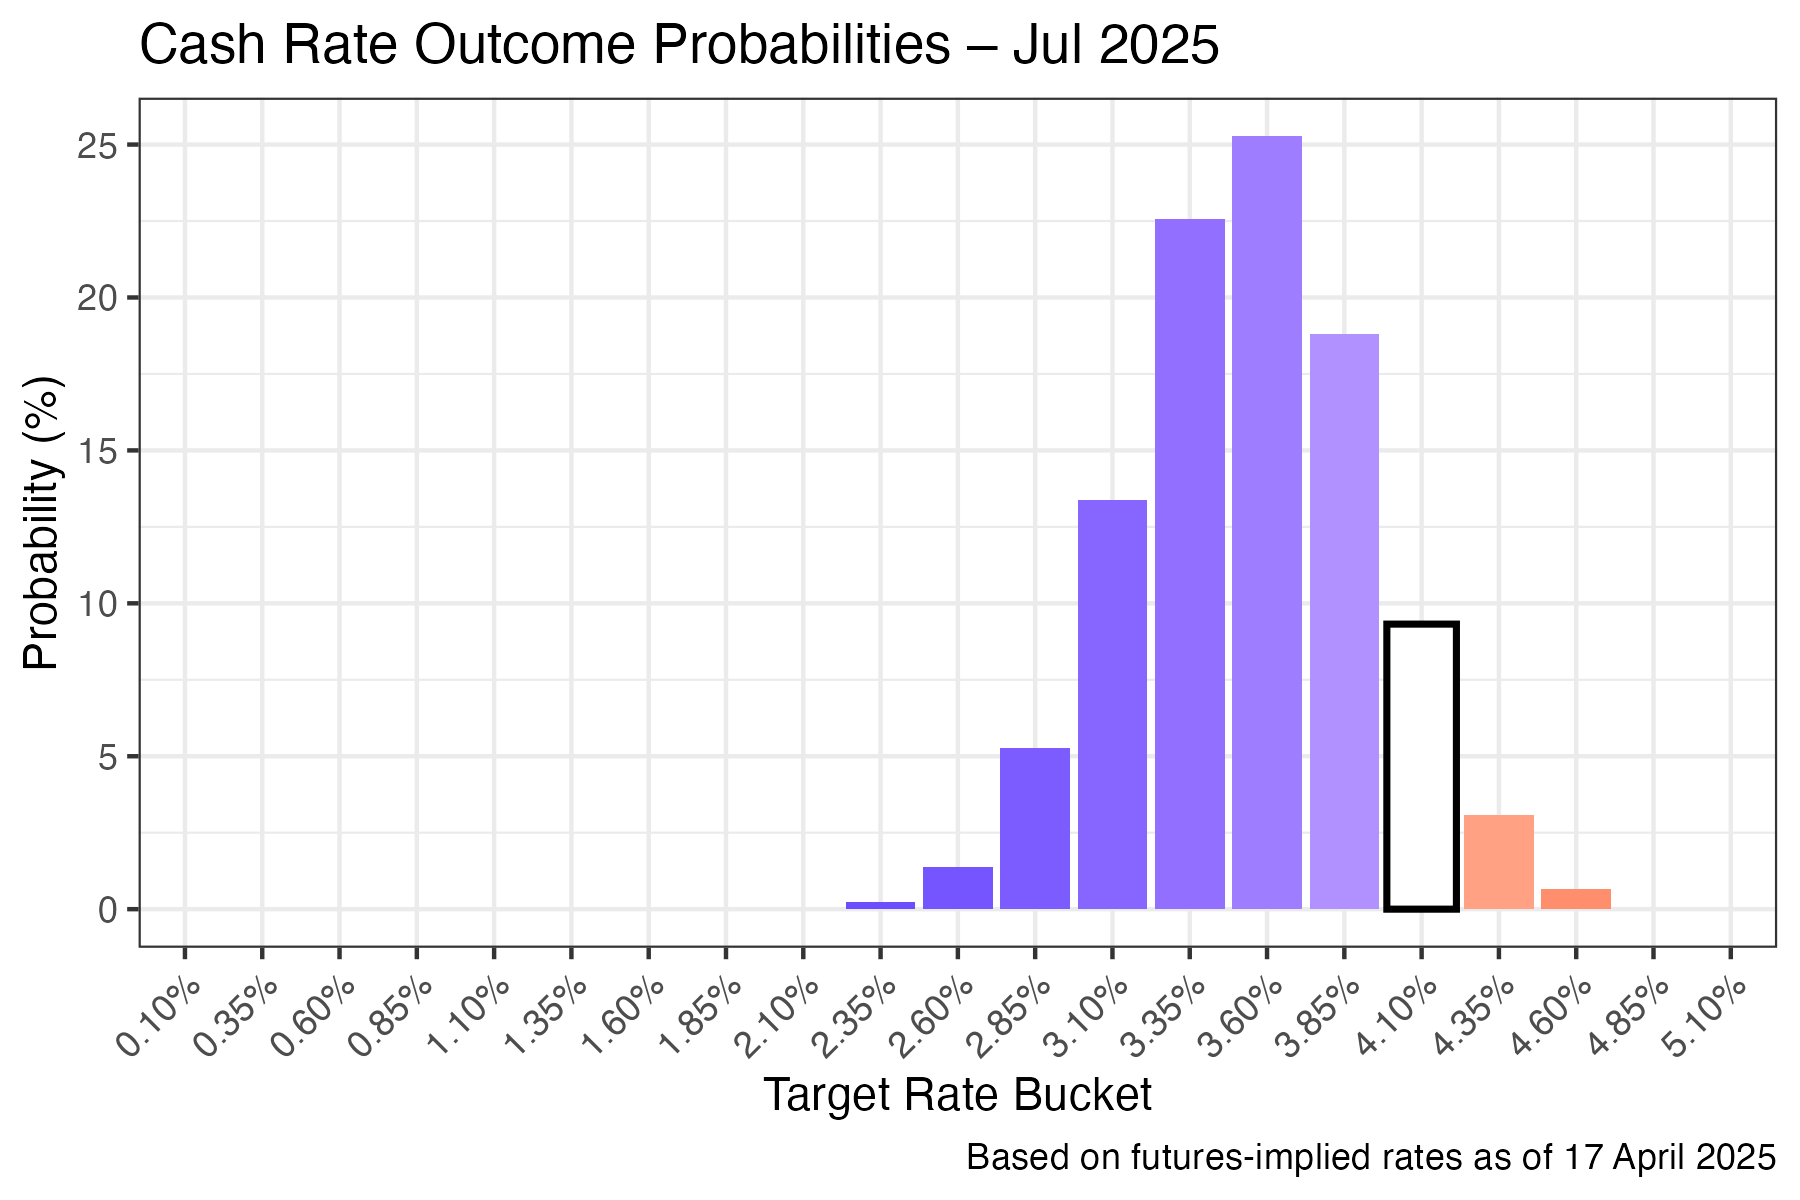 Cash Rate Outcome Probabilities – Jul 2025
Probability (%)
25
20
15
10
5
0
0.10% 0.35% 0.60% 0.85% 1.10% 1.35% 1.60% 1.85% 2.10% 2.35% 2.60% 2.85% 3.10% 3.35% 3.60% 3.85% 4.10% 4.35% 4.60% 4.85% 5.10%
Target Rate Bucket
Based on futures-implied rates as of 17 April 2025